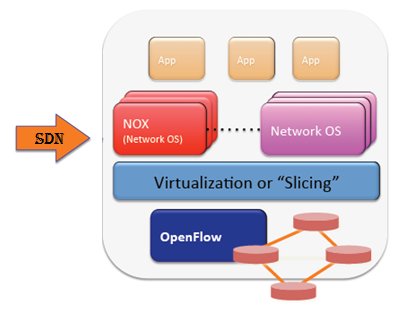 App
App
App
NOX
(Network OS)
Network OS
SDN
Virtualization or “Slicing”
OpenFlow